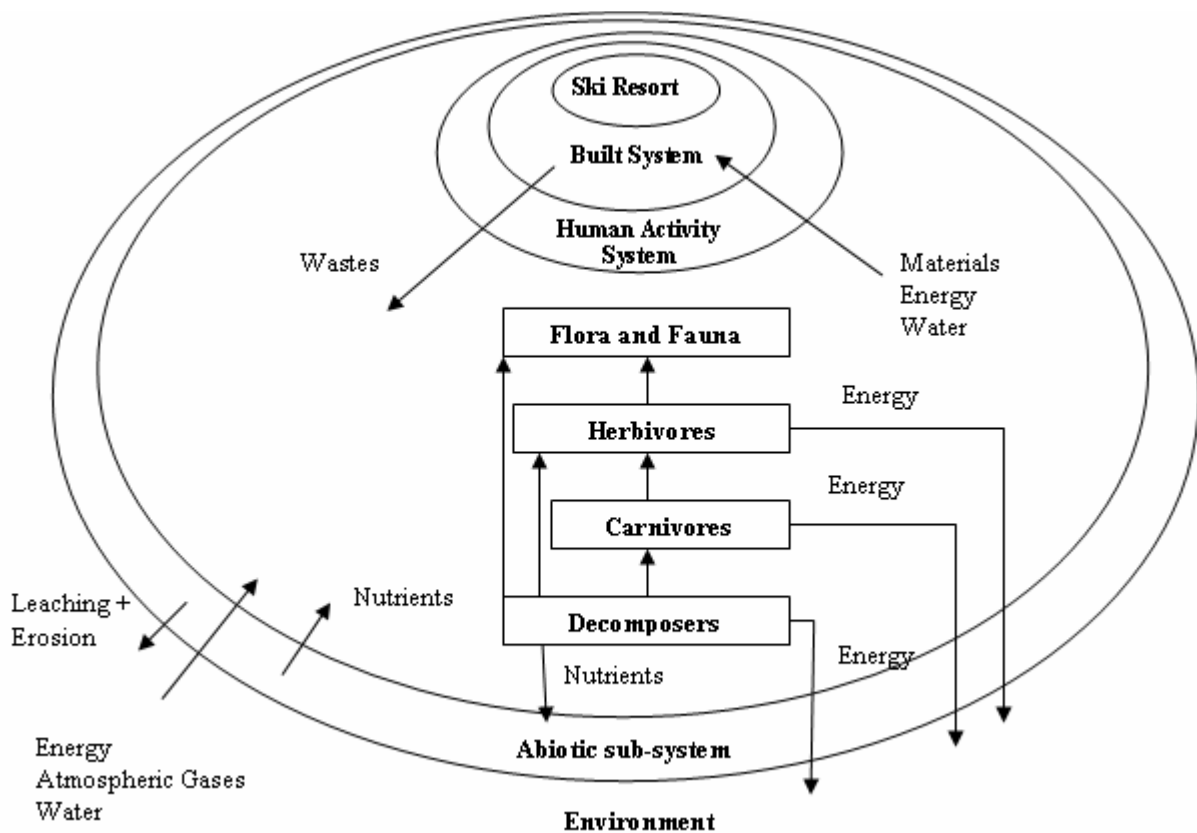 Ski Resort
Built System
Human Activity
System
Wastes
Materials
Energy
Water
Flora and Fauna
Energy
Herbivores
Energy
Carnivores
Leaching +
Erosion
Nutrients
Decomposers
Energy
Nutrients
Abiotic sub-system
Energy
Atmospheric Gases
Water
Environment